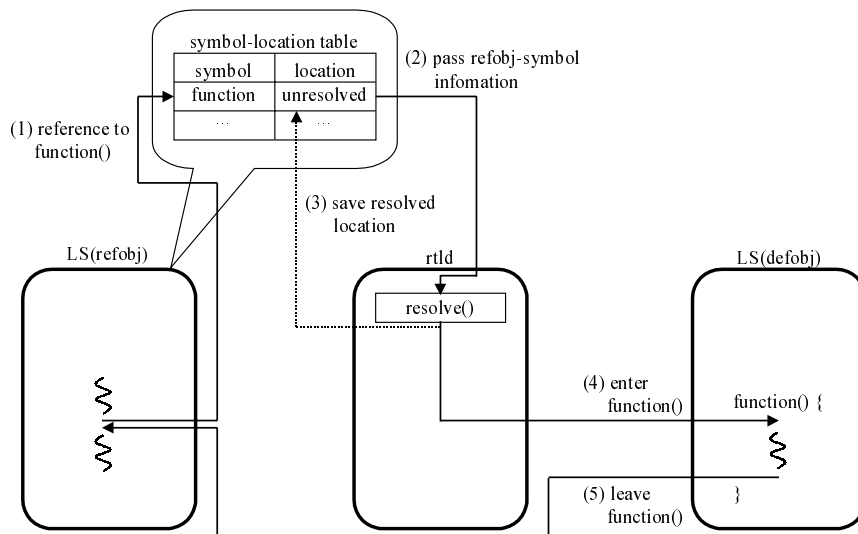 symbol-location table
symbol location
function unresolved
... ...
(1) reference to
function()
(2) pass refobj-symbol
infomation
(3) save resolved
location
LS(refobj)
rtld
LS(defobj)
resolve()
(4) enter
function()
function() {
(5) leave
function()
}